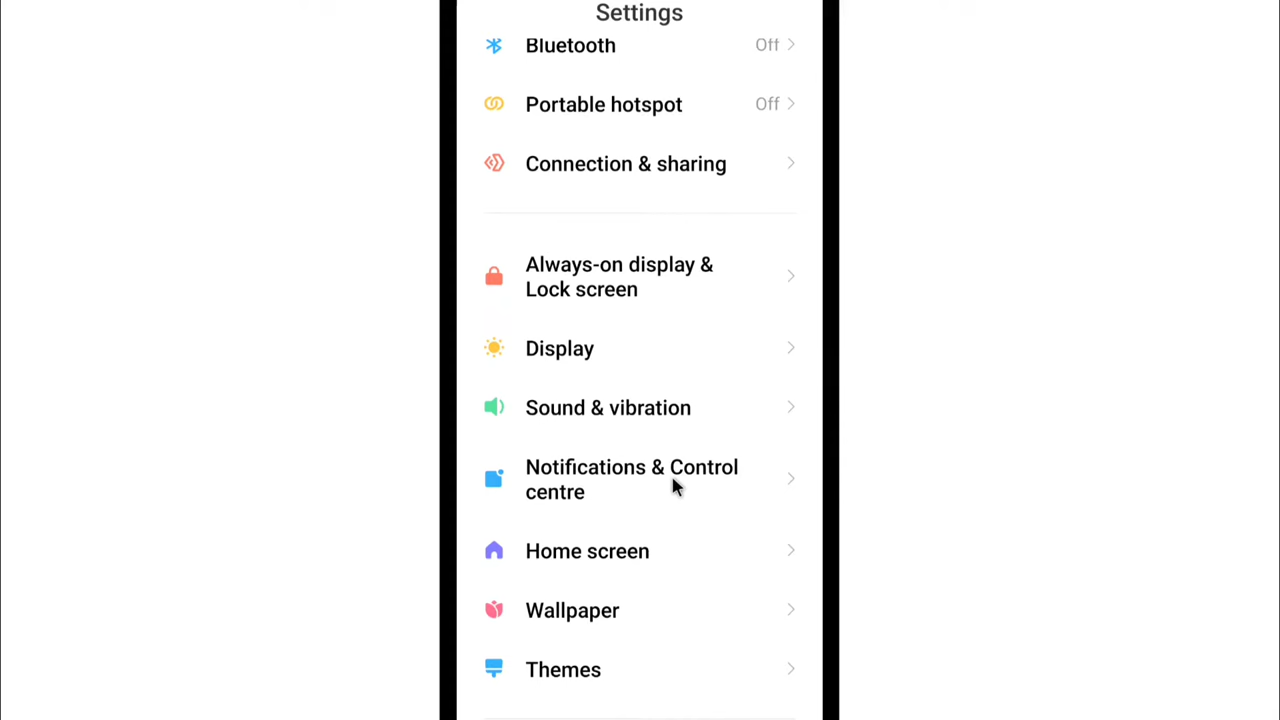 Settings
Bluetooth Off
Portable hotspot Off
Connection & sharing
Always-on display &
Lock screen
Display
Sound & vibration
Notifications & Control
centre
Home screen
Wallpaper
Themes